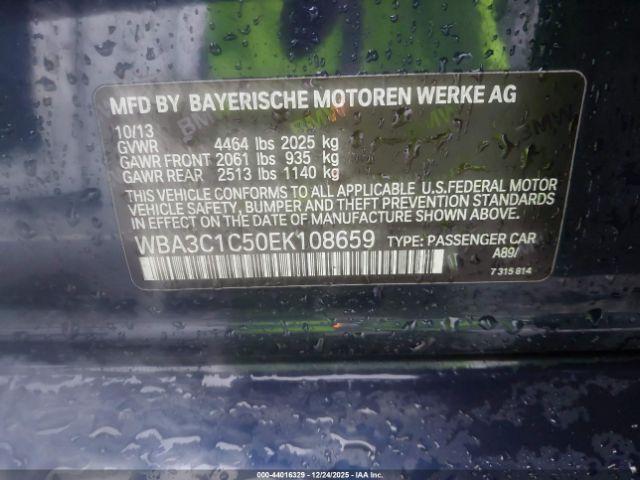 MFD BY BAYERISCHE MOTOREN WERKE AG
10/13
GVWR 4464 lbs 2025 kg
GAWR FRONT 2061 lbs 935 kg
GAWR REAR 2513 lbs 1140 kg
THIS VEHICLE CONFORMS TO ALL APPLICABLE U.S.FEDERAL MOTOR
VEHICLE SAFETY, BUMPER AND THEFT PREVENTION STANDARDS
IN EFFECT ON THE DATE OF MANUFACTURE SHOWN ABOVE.
WBA3C1C50EK108659 TYPE: PASSENGER CAR
A89/
7 315 814
000-44016329 - 12/24/2025 - IAA Inc.